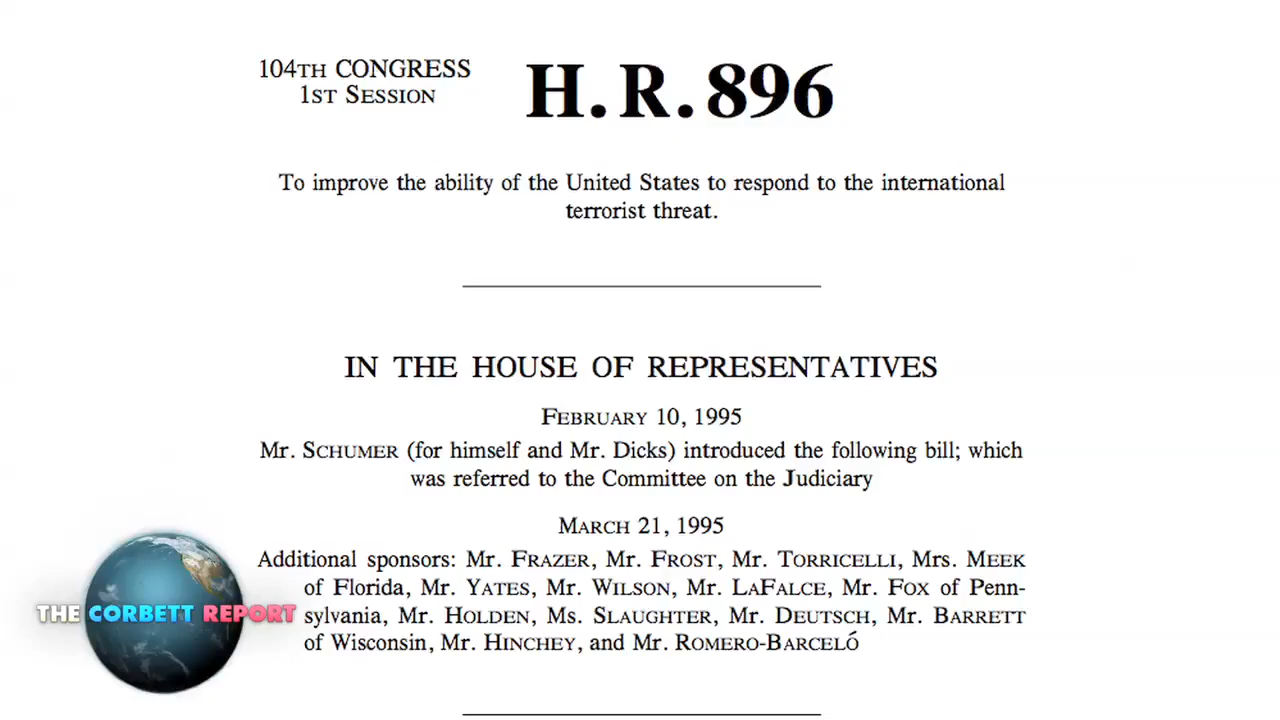 104TH CONGRESS
1ST SESSION
H. R. 896
To improve the ability of the United States to respond to the international
terrorist threat.
IN THE HOUSE OF REPRESENTATIVES
FEBRUARY 10, 1995
Mr. SCHUMER (for himself and Mr. Dicks) introduced the following bill; which
was referred to the Committee on the Judiciary
MARCH 21, 1995
Additional sponsors: Mr. FRAZER, Mr. FROST, Mr. TORRICELLI, Mrs. MEEK
of Florida, Mr. YATES, Mr. WILSON, Mr. LAFALCE, Mr. FOX of Penn-
sylvania, Mr. HOLDEN, Ms. SLAUGHTER, Mr. DEUTSCH, Mr. BARRETT
of Wisconsin, Mr. HINCHEY, and Mr. ROMERO-BARCELÓ
THE CORBETT REPORT